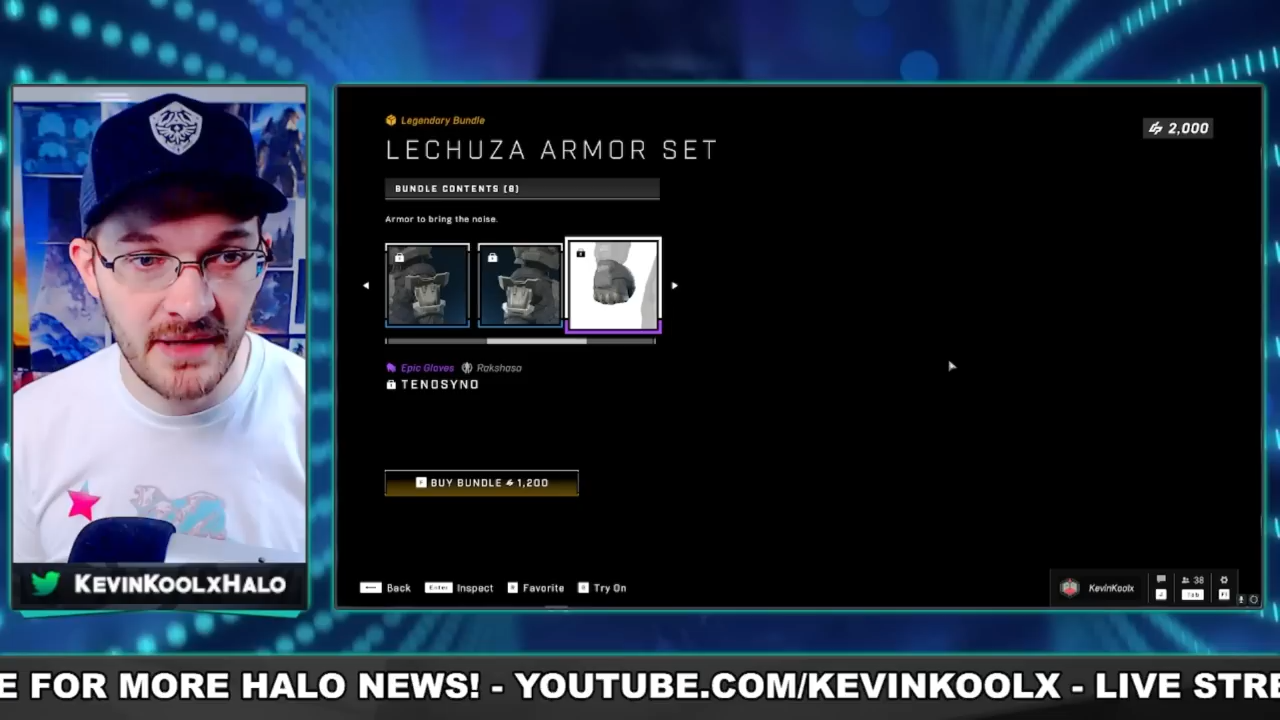 Legendary Bundle
LECHUZA ARMOR SET
2,000
BUNDLE CONTENTS (8)
Armor to bring the noise.
Epic Gloves Rakshasa
TENOSYNO
BUY BUNDLE 1,200
Back
Enter Inspect
Favorite
Try On
KevinKoolx
38
Tab
KEVINKOOLXHALO
E FOR MORE HALO NEWS! - YOUTUBE.COM/KEVINKOOLX - LIVE STRE